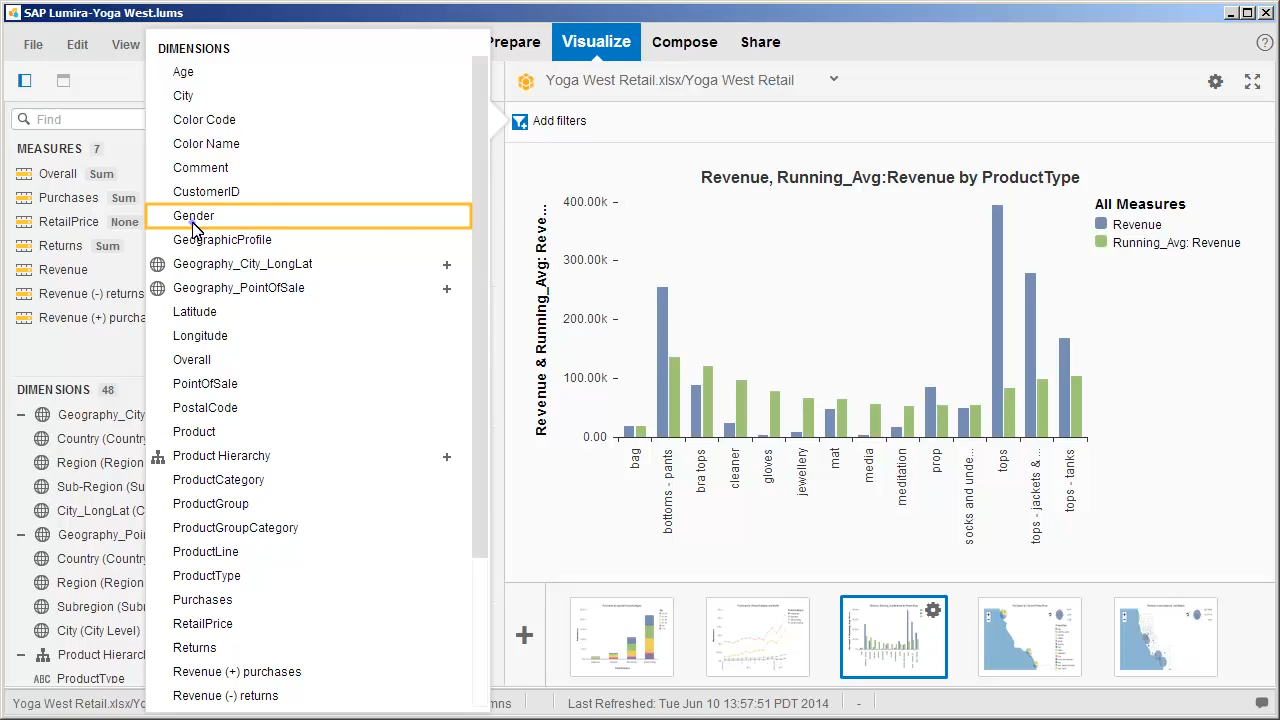 SAP Lumira-Yoga West.lums
File Edit View
Prepare Visualize Compose Share
Find
MEASURES 7
Overall Sum
Purchases Sum
RetailPrice None
Returns Sum
Revenue
Revenue (-) returns
Revenue (+) purcha
DIMENSIONS 48
Geography_City
Country (Country
Region (Region
Sub-Region (Su
City_LongLat (C
Geography_Poi
Country (Country
Region (Region
Subregion (Subr
City (City Level)
Product Hierarch
ABC ProductType
DIMENSIONS
Age
City
Color Code
Color Name
Comment
CustomerID
Gender
GeographicProfile
Geography_City_LongLat +
Geography_PointOfSale +
Latitude
Longitude
Overall
PointOfSale
PostalCode
Product
Product Hierarchy +
ProductCategory
ProductGroup
ProductGroupCategory
ProductLine
ProductType
Purchases
RetailPrice
Returns
Revenue (+) purchases
Revenue (-) returns
Yoga West Retail.xlsx/Yoga West Retail
Add filters
Revenue, Running_Avg:Revenue by ProductType
Revenue & Running_Avg: Reve...
400.00k
300.00k
200.00k
100.00k
0.00
bag
bottoms - pants
bra tops
cleaner
gloves
jewellery
mat
media
meditation
prop
socks and unde...
tops
tops - jackets & ...
tops - tanks
All Measures
Revenue
Running_Avg: Revenue
Yoga West Retail.xlsx/Yo
mns
Last Refreshed: Tue Jun 10 13:57:51 PDT 2014 -